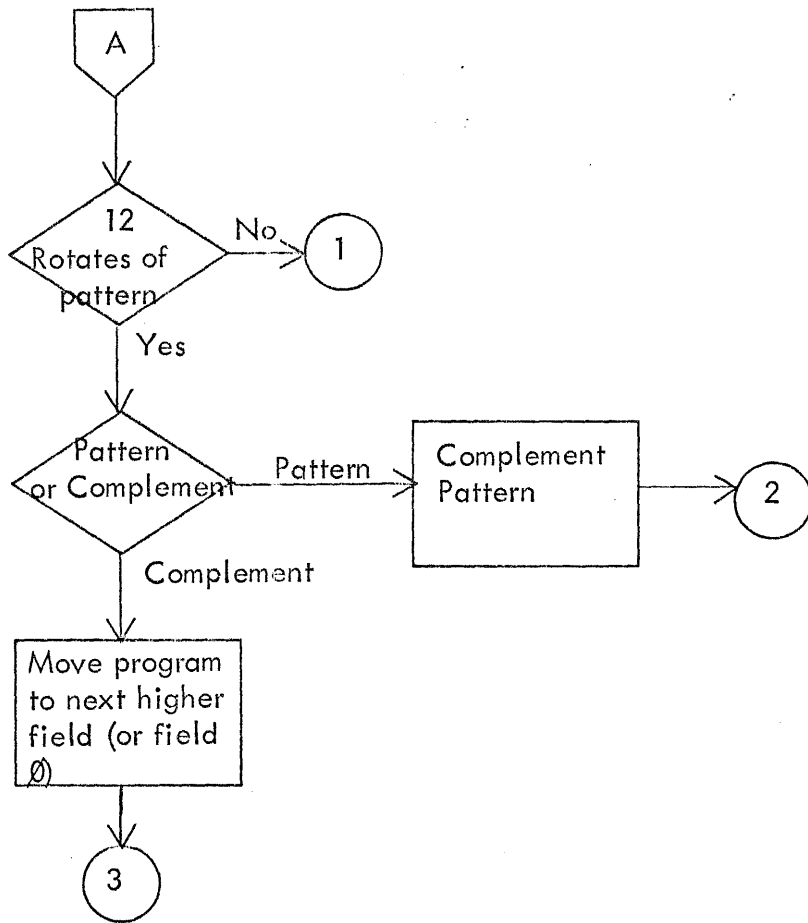 A
12
Rotates of
pattern
No
1
Yes
Pattern
or Complement
Pattern
Complement
Pattern
2
Complement
Move program
to next higher
field (or field
Ø)
3